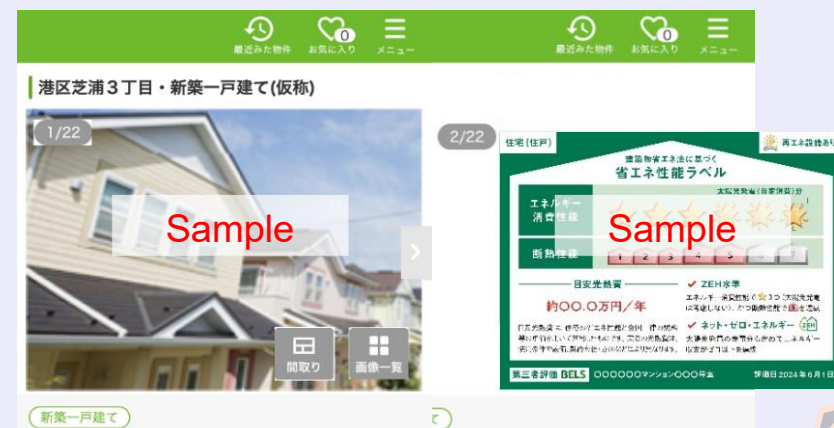 最近みた物件 お気に入り 0 メニュー
最近みた物件 お気に入り 0 メニュー
港区芝浦3丁目・新築一戸建て(仮称)
1/22
Sample
間取り 画像一覧
新築一戸建て
2/22
住宅(住戸)
再エネ設備あり
建築物省エネ法に基づく
省エネ性能ラベル
太陽光発電(自家消費)分
エネルギー
消費性能
Sample
断熱性能 1 2 3 4 5 6 7
目安光熱費
約〇〇.〇万円/年
✓ ZEH水準
✓ ネット・ゼロ・エネルギー
第三者評価 BELS 〇〇〇〇〇〇マンション〇〇〇号室 評価日 2024年6月1日
て